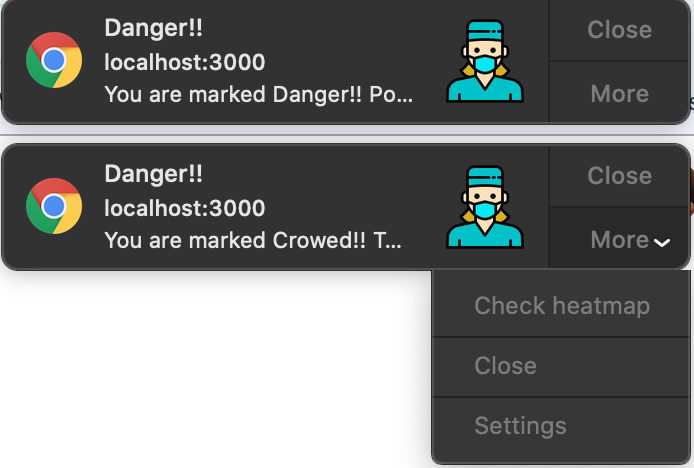 Danger!!
localhost:3000
You are marked Danger!! Po...
Close
More
Danger!!
localhost:3000
You are marked Crowed!! T...
Close
More
Check heatmap
Close
Settings